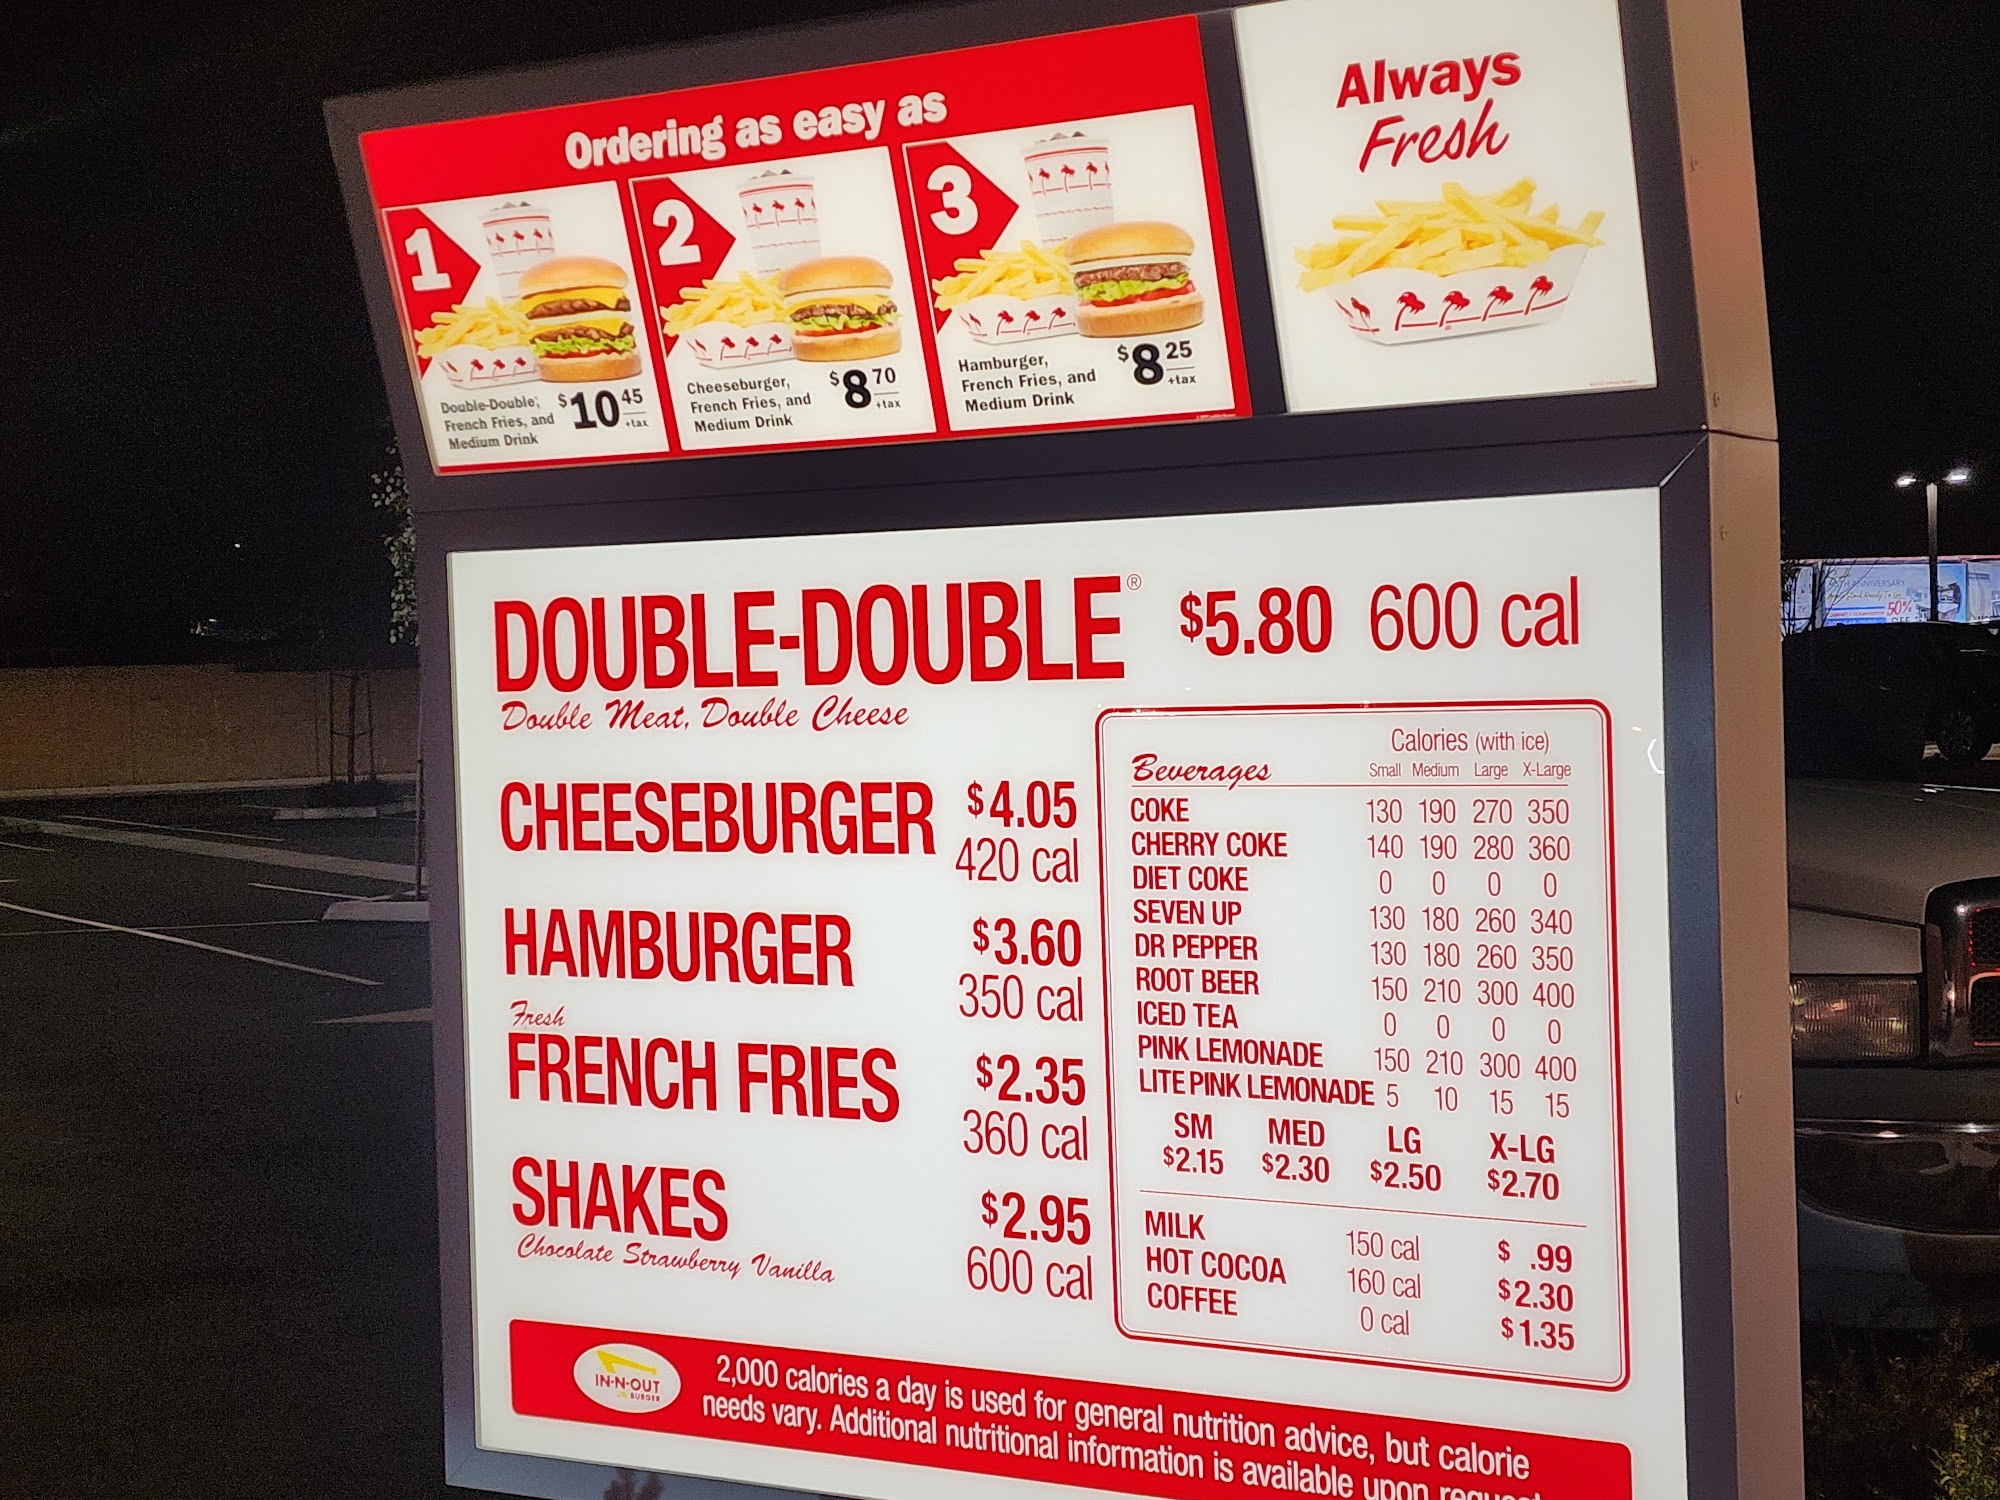 Ordering as easy as
1
Double-Double,
French Fries, and
Medium Drink
$10 45
+tax
2
Cheeseburger,
French Fries, and
Medium Drink
$8 70
+tax
3
Hamburger,
French Fries, and
Medium Drink
$8 25
+tax
Always
Fresh
DOUBLE-DOUBLE® $5.80 600 cal
Double Meat, Double Cheese
CHEESEBURGER $4.05
420 cal
HAMBURGER $3.60
350 cal
Fresh
FRENCH FRIES $2.35
360 cal
SHAKES $2.95
Chocolate Strawberry Vanilla 600 cal
Calories (with ice)
Beverages Small Medium Large X-Large
COKE 130 190 270 350
CHERRY COKE 140 190 280 360
DIET COKE 0 0 0 0
SEVEN UP 130 180 260 340
DR PEPPER 130 180 260 350
ROOT BEER 150 210 300 400
ICED TEA 0 0 0 0
PINK LEMONADE 150 210 300 400
LITE PINK LEMONADE 5 10 15 15
SM MED LG X-LG
$2.15 $2.30 $2.50 $2.70
MILK 150 cal $ .99
HOT COCOA 160 cal $2.30
COFFEE 0 cal $1.35
IN-N-OUT
BURGER
2,000 calories a day is used for general nutrition advice, but calorie
needs vary. Additional nutritional information is available upon request
ANNIVERSARY
50%
OFF